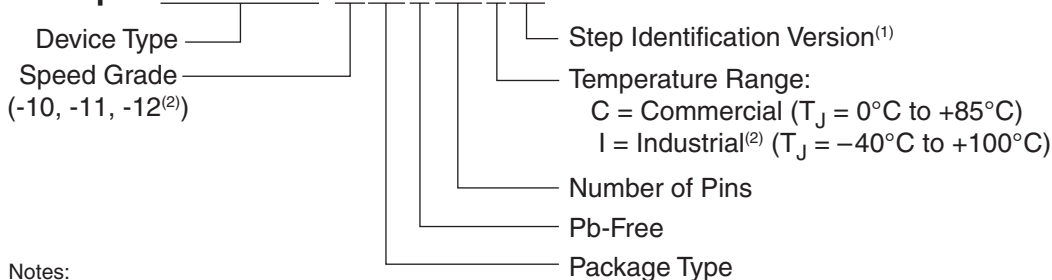 Device Type
Speed Grade
(-10, -11, -12(2))
Step Identification Version(1)
Temperature Range:
C = Commercial (TJ = 0°C to +85°C)
I = Industrial(2) (TJ = −40°C to +100°C)
Number of Pins
Pb-Free
Package Type
Notes: